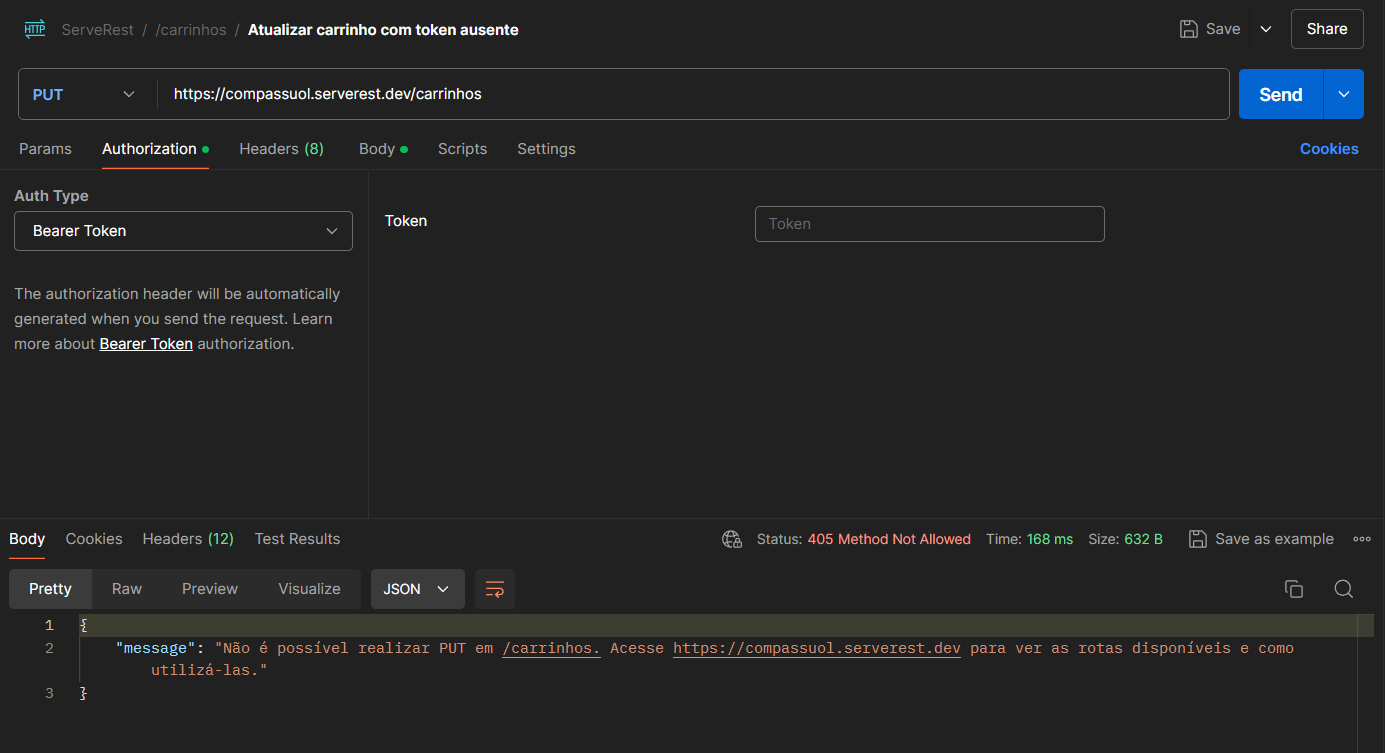 HTTP ServeRest / /carrinhos / Atualizar carrinho com token ausente Save Share
PUT https://compassuol.serverest.dev/carrinhos Send
Params Authorization Headers (8) Body Scripts Settings Cookies
Auth Type
Bearer Token
The authorization header will be automatically
generated when you send the request. Learn
more about Bearer Token authorization.
Token Token
Body Cookies Headers (12) Test Results Status: 405 Method Not Allowed Time: 168 ms Size: 632 B Save as example
Pretty Raw Preview Visualize JSON
1 {
2 "message": "Não é possível realizar PUT em /carrinhos. Acesse https://compassuol.serverest.dev para ver as rotas disponíveis e como
utilizá-las."
3 }